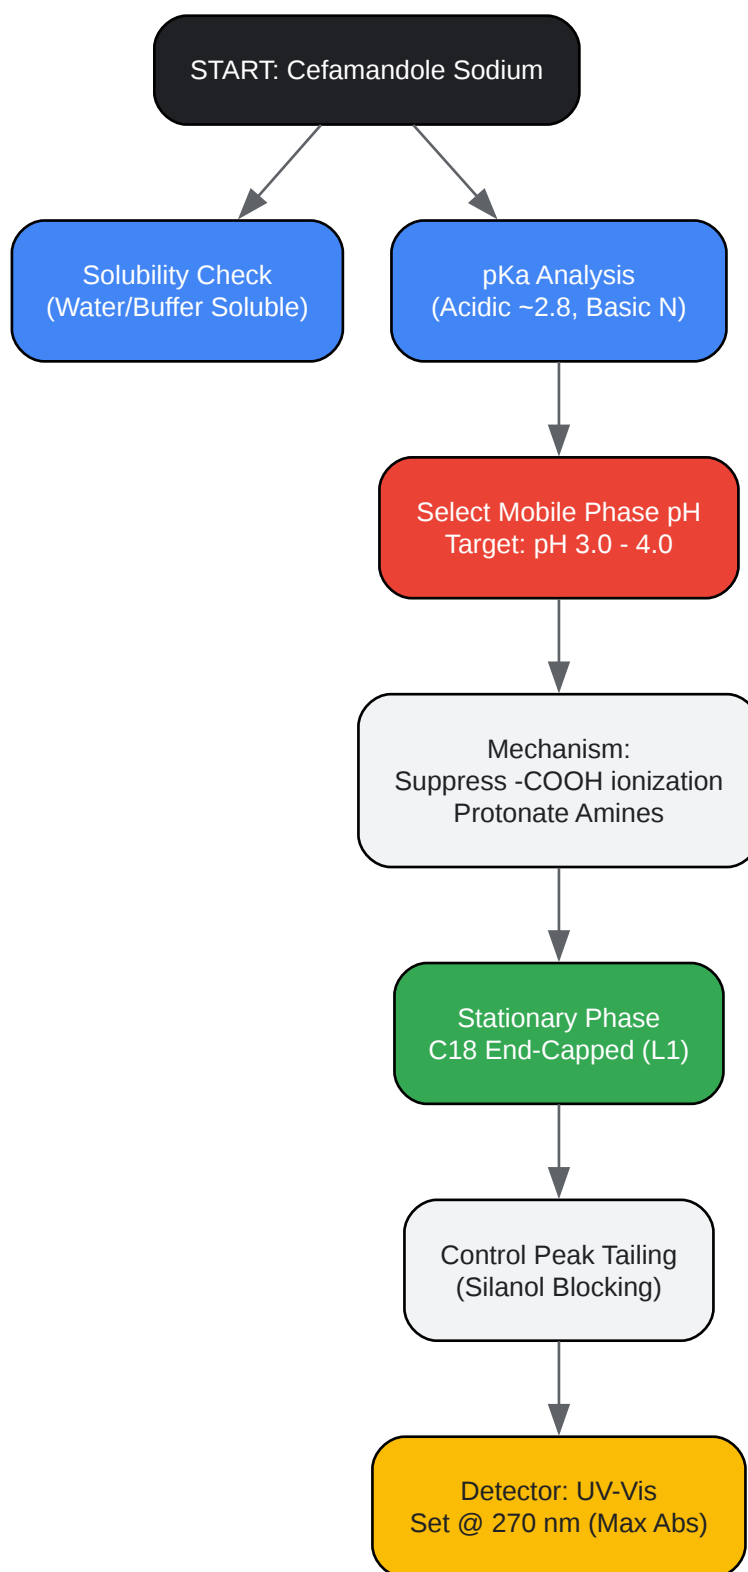 START: Cefamandole Sodium
Solubility Check
(Water/Buffer Soluble)
pKa Analysis
(Acidic ~2.8, Basic N)
Select Mobile Phase pH
Target: pH 3.0 - 4.0
Mechanism:
Suppress -COOH ionization
Protonate Amines
Stationary Phase
C18 End-Capped (L1)
Control Peak Tailing
(Silanol Blocking)
Detector: UV-Vis
Set @ 270 nm (Max Abs)